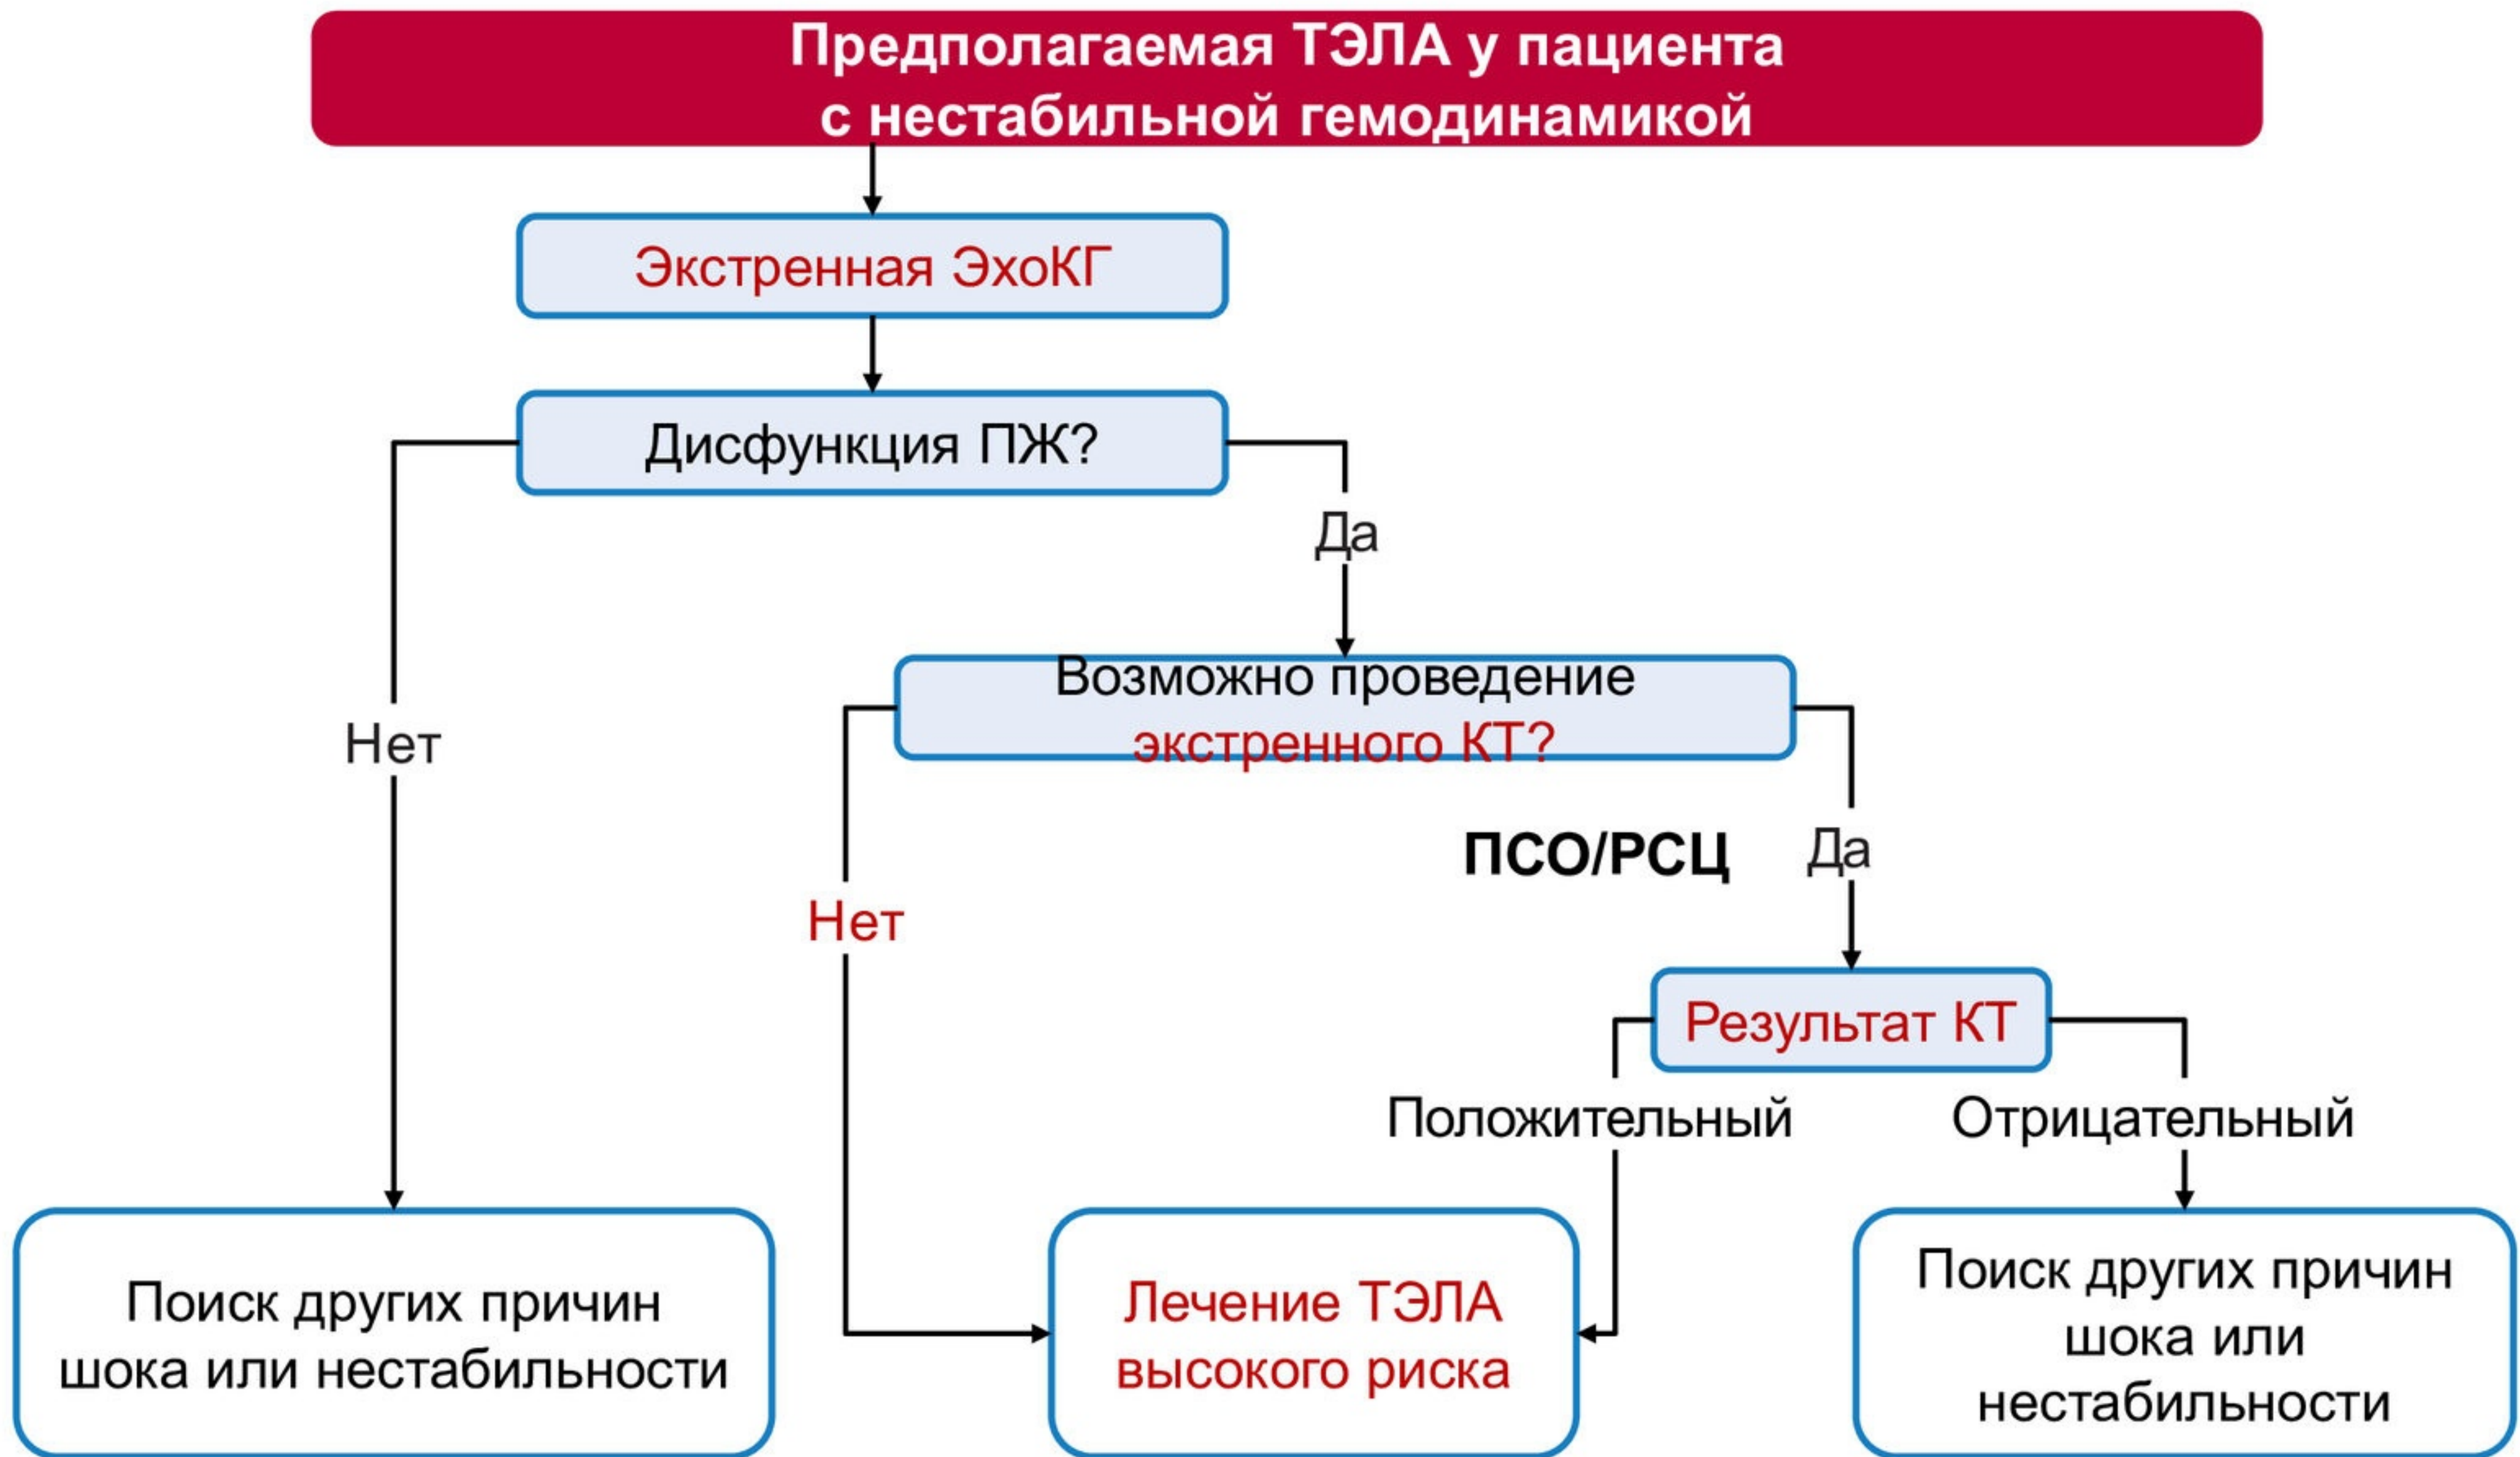 Предполагаемая ТЭЛА у пациента
с нестабильной гемодинамикой
Экстренная ЭхоКГ
Дисфункция ПЖ?
Да
Возможно проведение
экстренного КТ?
Нет
ПСО/РСЦ
Да
Нет
Результат КТ
Положительный
Отрицательный
Поиск других причин
шока или нестабильности
Лечение ТЭЛА
высокого риска
Поиск других причин
шока или
нестабильности